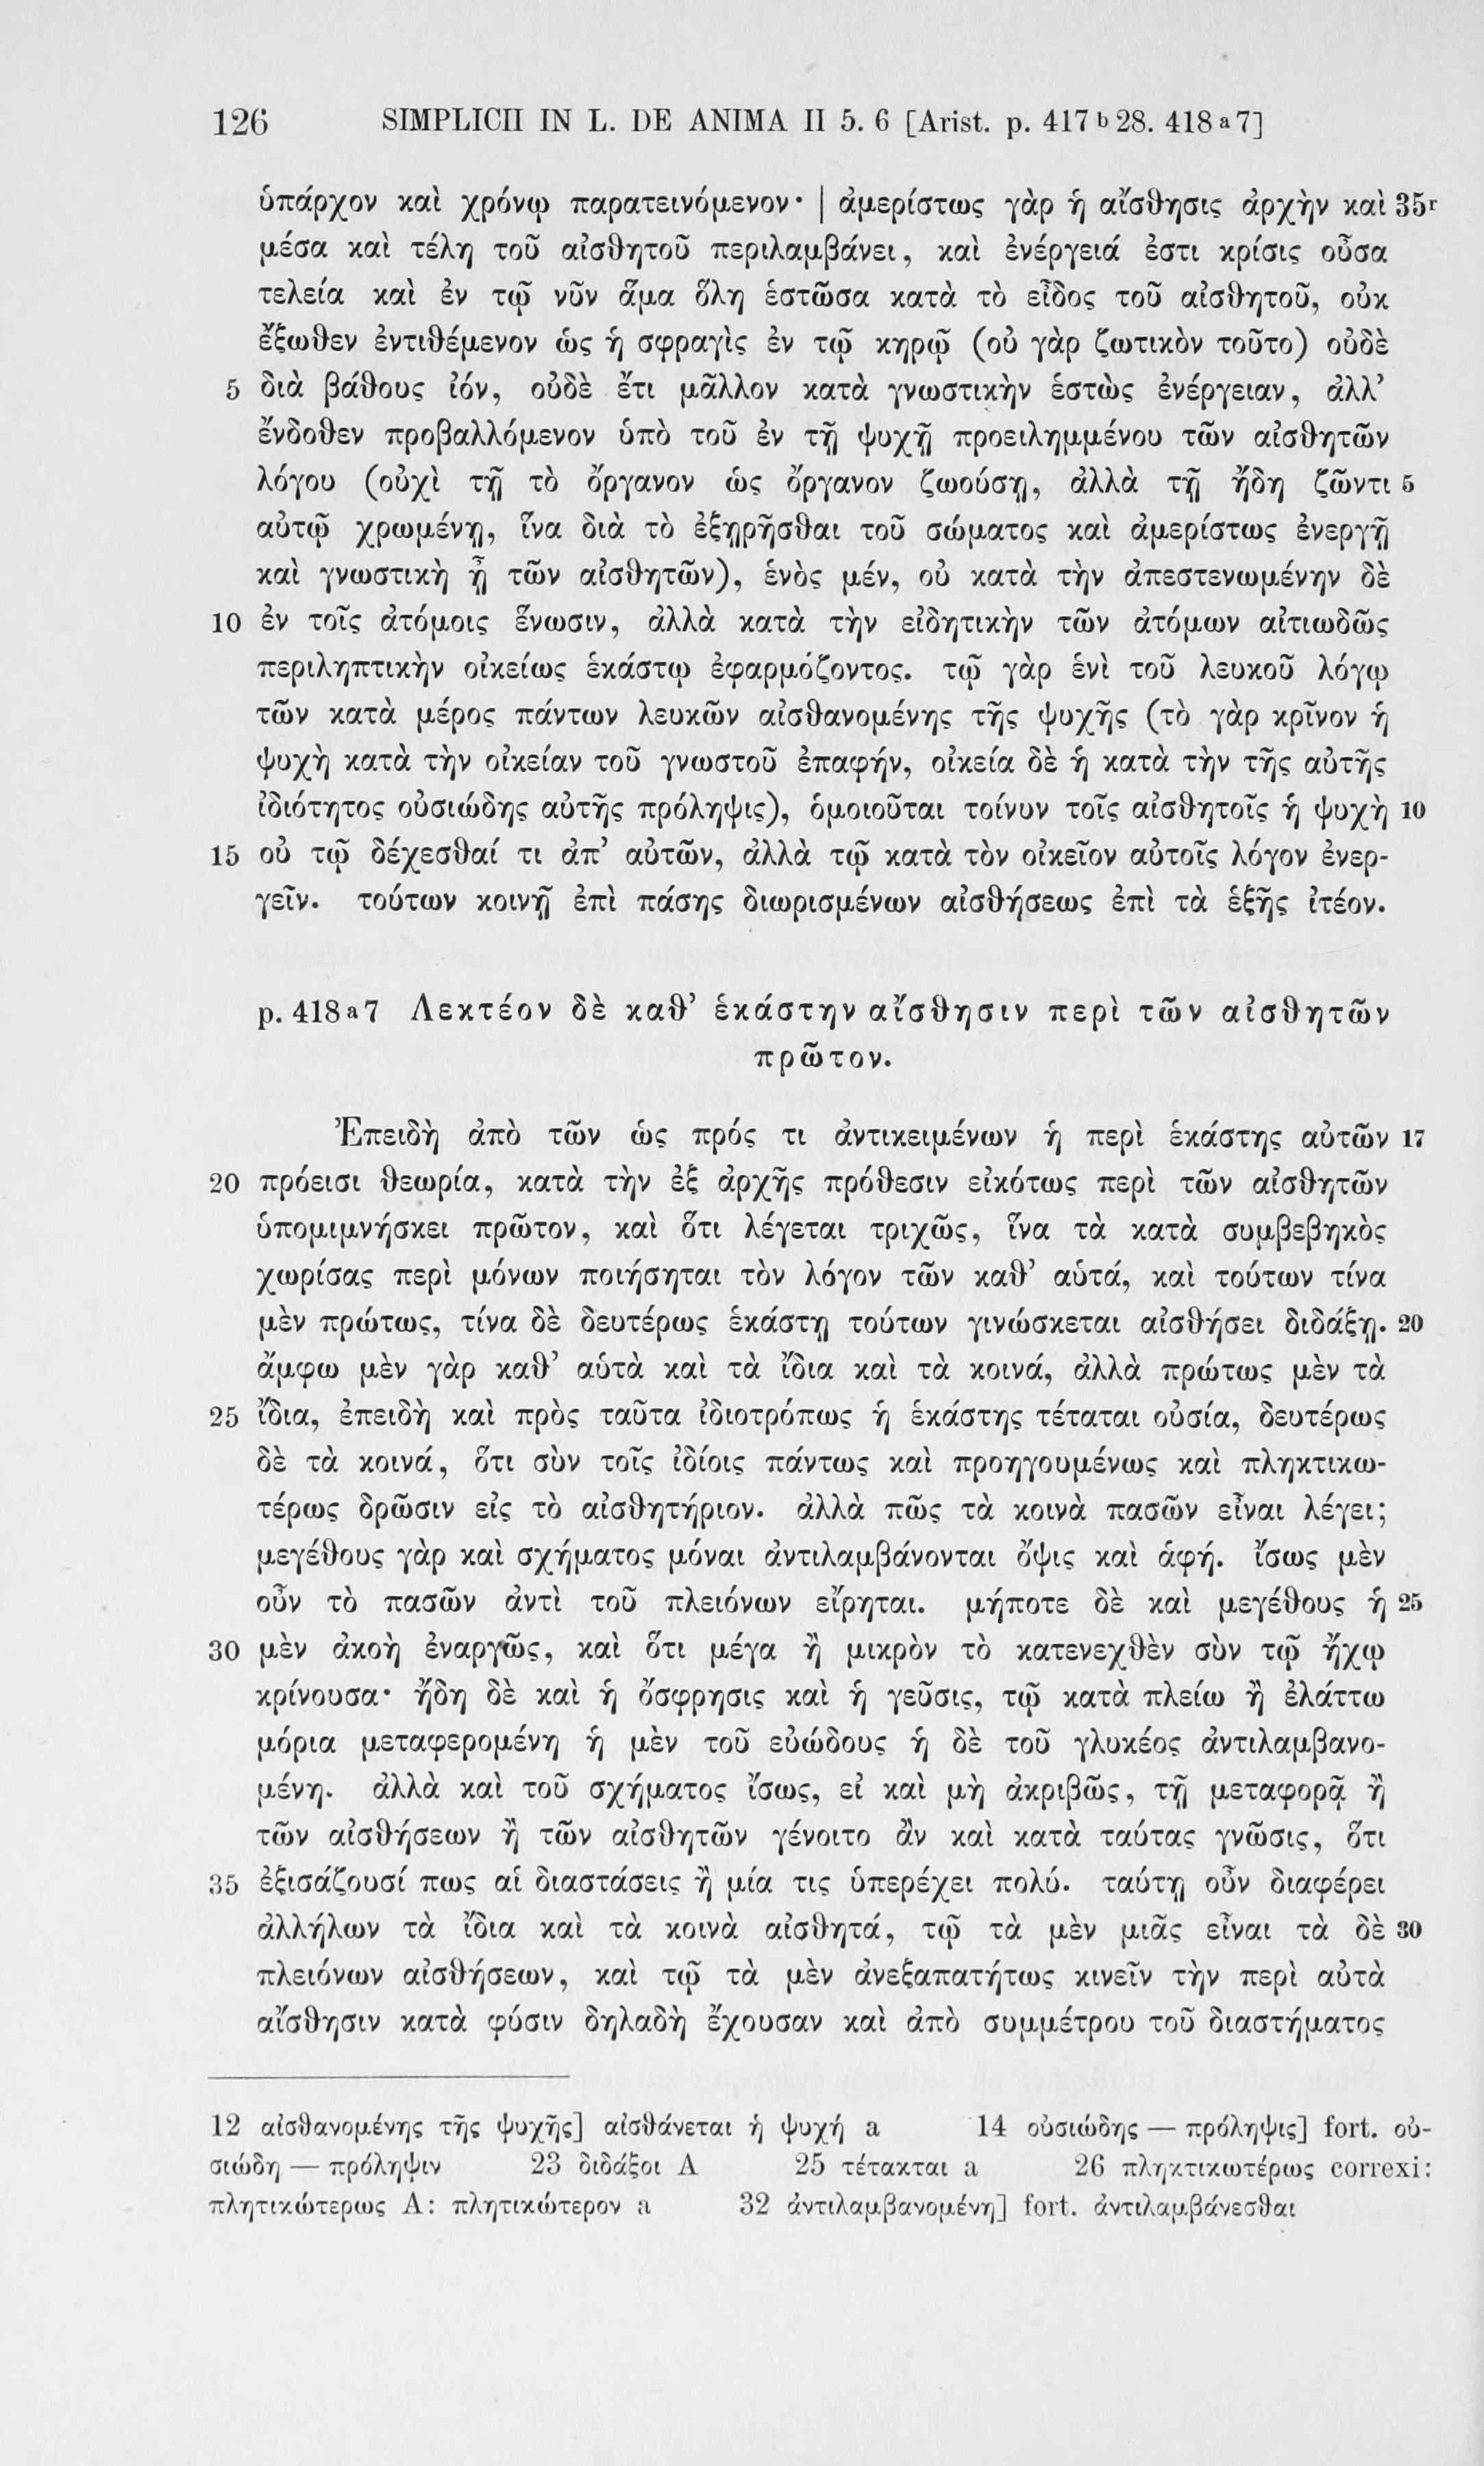 126 SIMPLICII IN L. DE ANIMA II 5. 6 [Arist. p. 417 b 28. 418 a 7]
ὑπάρχον καὶ χρόνῳ παρατεινόμενον· | ἀμερίστως γὰρ ἡ αἴσθησις ἀρχὴν καὶ 35r
μέσα καὶ τέλη τοῦ αἰσθητοῦ περιλαμβάνει, καὶ ἐνέργειά ἐστι κρίσις οὖσα
τελεία καὶ ἐν τῷ νῦν ἅμα ὅλη ἑστῶσα κατὰ τὸ εἶδος τοῦ αἰσθητοῦ, οὐκ
ἔξωθεν ἐντιθέμενον ὡς ἡ σφραγὶς ἐν τῷ κηρῷ (οὐ γὰρ ζωτικὸν τοῦτο) οὐδὲ
5 διὰ βάθους ἰόν, οὐδὲ ἔτι μᾶλλον κατὰ γνωστικὴν ἑστὼς ἐνέργειαν, ἀλλ’
ἔνδοθεν προβαλλόμενον ὑπὸ τοῦ ἐν τῇ ψυχῇ προειλημμένου τῶν αἰσθητῶν
λόγου (οὐχὶ τῇ τὸ ὄργανον ὡς ὄργανον ζωούσῃ, ἀλλὰ τῇ ἤδη ζῶντι 5
αὐτῷ χρωμένῃ, ἵνα διὰ τὸ ἐξῃρῆσθαι τοῦ σώματος καὶ ἀμερίστως ἐνεργῇ
καὶ γνωστικὴ ᾖ τῶν αἰσθητῶν), ἑνὸς μέν, οὐ κατὰ τὴν ἀπεστενωμένην δὲ
10 ἐν τοῖς ἀτόμοις ἕνωσιν, ἀλλὰ κατὰ τὴν εἰδητικὴν τῶν ἀτόμων αἰτιωδῶς
περιληπτικὴν οἰκείως ἑκάστῳ ἐφαρμόζοντος. τῷ γὰρ ἑνὶ τοῦ λευκοῦ λόγῳ
τῶν κατὰ μέρος πάντων λευκῶν αἰσθανομένης τῆς ψυχῆς (τὸ γὰρ κρῖνον ἡ
ψυχὴ κατὰ τὴν οἰκείαν τοῦ γνωστοῦ ἐπαφήν, οἰκεία δὲ ἡ κατὰ τὴν τῆς αὐτῆς
ἰδιότητος οὐσιώδης αὐτῆς πρόληψις), ὁμοιοῦται τοίνυν τοῖς αἰσθητοῖς ἡ ψυχὴ 10
15 οὐ τῷ δέχεσθαί τι ἀπ’ αὐτῶν, ἀλλὰ τῷ κατὰ τὸν οἰκεῖον αὐτοῖς λόγον ἐνερ-
γεῖν. τούτων κοινῇ ἐπὶ πάσης διωρισμένων αἰσθήσεως ἐπὶ τὰ ἑξῆς ἰτέον.
p. 418 a 7 Λεκτέον δὲ καθ’ ἑκάστην αἴσθησιν περὶ τῶν αἰσθητῶν
πρῶτον.
Ἐπειδὴ ἀπὸ τῶν ὡς πρός τι ἀντικειμένων ἡ περὶ ἑκάστης αὐτῶν 17
20 πρόεισι θεωρία, κατὰ τὴν ἐξ ἀρχῆς πρόθεσιν εἰκότως περὶ τῶν αἰσθητῶν
ὑπομιμνήσκει πρῶτον, καὶ ὅτι λέγεται τριχῶς, ἵνα τὰ κατὰ συμβεβηκὸς
χωρίσας περὶ μόνων ποιήσηται τὸν λόγον τῶν καθ’ αὑτά, καὶ τούτων τίνα
μὲν πρώτως, τίνα δὲ δευτέρως ἑκάστῃ τούτων γινώσκεται αἰσθήσει διδάξῃ. 20
ἄμφω μὲν γὰρ καθ’ αὑτὰ καὶ τὰ ἴδια καὶ τὰ κοινά, ἀλλὰ πρώτως μὲν τὰ
25 ἴδια, ἐπειδὴ καὶ πρὸς ταῦτα ἰδιοτρόπως ἡ ἑκάστης τέταται οὐσία, δευτέρως
δὲ τὰ κοινά, ὅτι σὺν τοῖς ἰδίοις πάντως καὶ προηγουμένως καὶ πληκτικω-
τέρως δρῶσιν εἰς τὸ αἰσθητήριον. ἀλλὰ πῶς τὰ κοινὰ πασῶν εἶναι λέγει;
μεγέθους γὰρ καὶ σχήματος μόναι ἀντιλαμβάνονται ὄψις καὶ ἁφή. ἴσως μὲν
οὖν τὸ πασῶν ἀντὶ τοῦ πλειόνων εἴρηται. μήποτε δὲ καὶ μεγέθους ἡ 25
30 μὲν ἀκοὴ ἐναργῶς, καὶ ὅτι μέγα ἢ μικρὸν τὸ κατενεχθὲν σὺν τῷ ἤχῳ
κρίνουσα· ἤδη δὲ καὶ ἡ ὄσφρησις καὶ ἡ γεῦσις, τῷ κατὰ πλείω ἢ ἐλάττω
μόρια μεταφερομένη ἡ μὲν τοῦ εὐώδους ἡ δὲ τοῦ γλυκέος ἀντιλαμβανο-
μένη. ἀλλὰ καὶ τοῦ σχήματος ἴσως, εἰ καὶ μὴ ἀκριβῶς, τῇ μεταφορᾷ ἢ
τῶν αἰσθήσεων ἢ τῶν αἰσθητῶν γένοιτο ἂν καὶ κατὰ ταύτας γνῶσις, ὅτι
35 ἐξισάζουσί πως αἱ διαστάσεις ἢ μία τις ὑπερέχει πολύ. ταύτῃ οὖν διαφέρει
ἀλλήλων τὰ ἴδια καὶ τὰ κοινὰ αἰσθητά, τῷ τὰ μὲν μιᾶς εἶναι τὰ δὲ 30
πλειόνων αἰσθήσεων, καὶ τῷ τὰ μὲν ἀνεξαπατήτως κινεῖν τὴν περὶ αὐτὰ
αἴσθησιν κατὰ φύσιν δηλαδὴ ἔχουσαν καὶ ἀπὸ συμμέτρου τοῦ διαστήματος
12 αἰσθανομένης τῆς ψυχῆς] αἰσθάνεται ἡ ψυχή a 14 οὐσιώδης — πρόληψις] fort. οὐ-
σιώδη — πρόληψιν 23 διδάξοι A 25 τέτακται a 26 πληκτικωτέρως correxi:
πλητικώτερως A: πλητικώτερον a 32 ἀντιλαμβανομένη] fort. ἀντιλαμβάνεσθαι